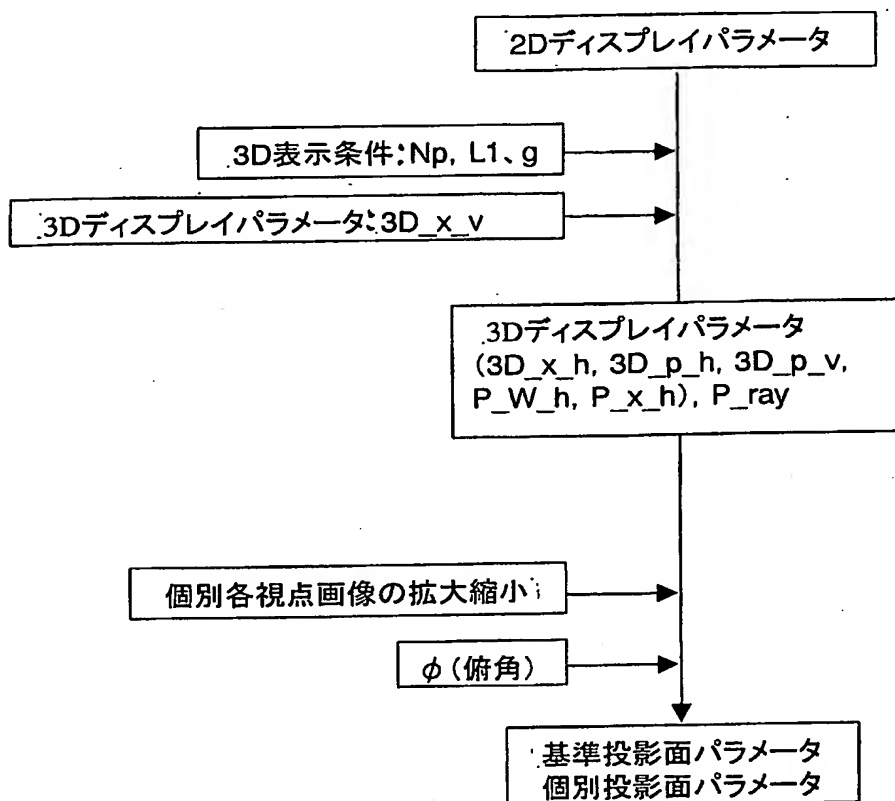 2Dディスプレイパラメータ
3D表示条件:Np, L1、g
3Dディスプレイパラメータ:3D_x_v
3Dディスプレイパラメータ
(3D_x_h, 3D_p_h, 3D_p_v,
P_W_h, P_x_h), P_ray
個別各視点画像の拡大縮小
φ(俯角)
基準投影面パラメータ
個別投影面パラメータ